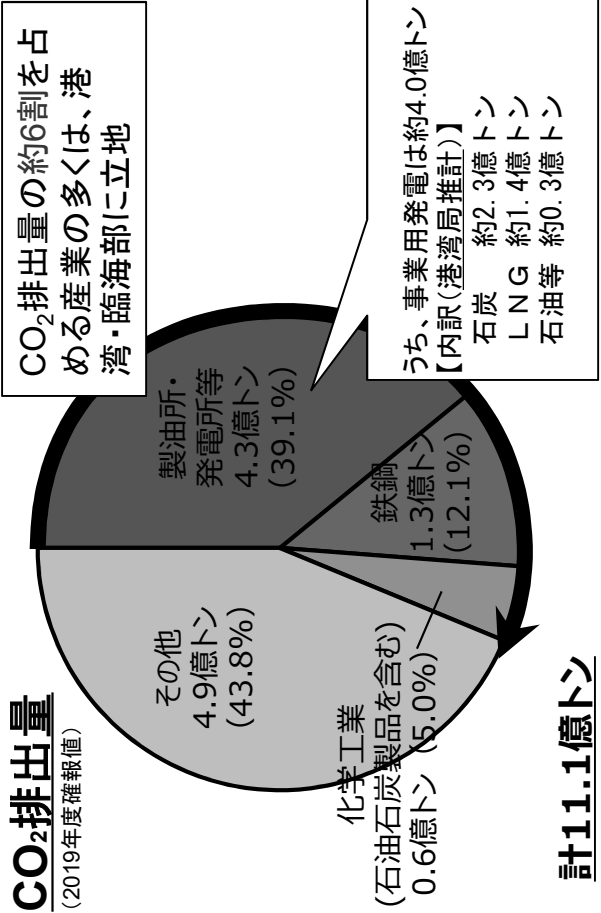 CO₂排出量
(2019年度確報値)
CO₂排出量の約6割を占
める産業の多くは、港
湾・臨海部に立地
製油所・
発電所等
4.3億トン
(39.1%)
うち、事業用発電は約4.0億トン
【内訳(港湾局推計)】
石炭 約2.3億トン
LNG 約1.4億トン
石油等 約0.3億トン
鉄鋼
1.3億トン
(12.1%)
化学工業
(石油石炭製品を含む)
0.6億トン (5.0%)
その他
4.9億トン
(43.8%)
計11.1億トン